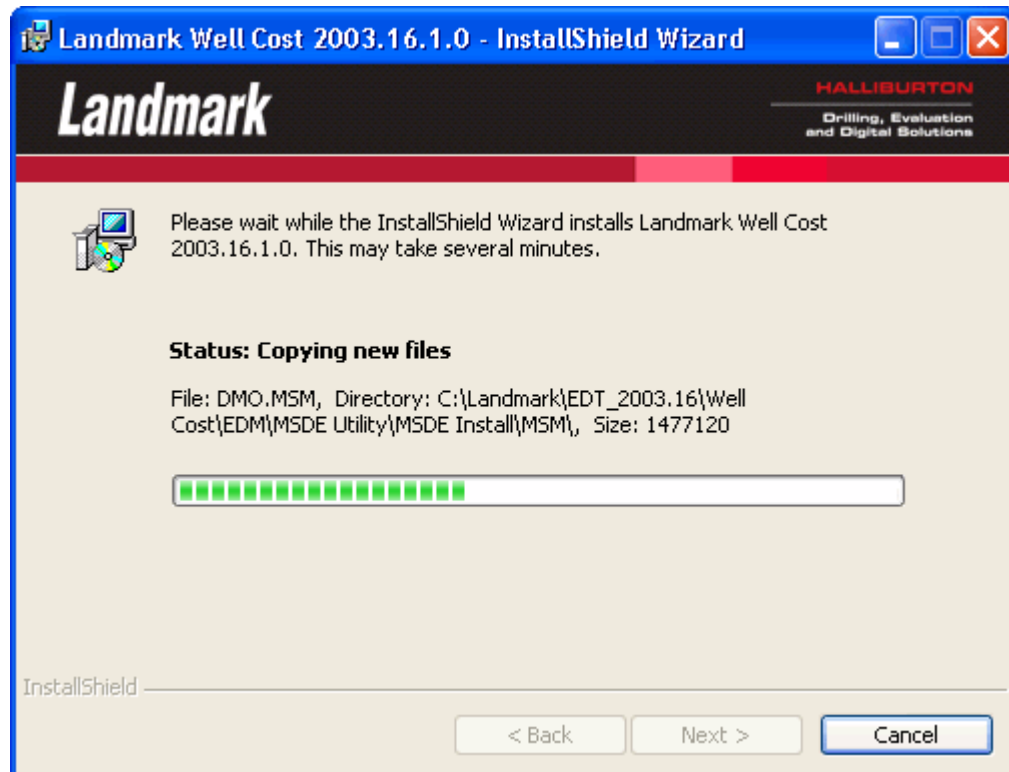 Landmark Well Cost 2003.16.1.0 - InstallShield Wizard
Landmark
HALLIBURTON
Drilling, Evaluation
and Digital Solutions
Please wait while the InstallShield Wizard installs Landmark Well Cost
2003.16.1.0. This may take several minutes.
Status: Copying new files
File: DMO.MSM, Directory: C:\Landmark\EDT_2003.16\Well
Cost\EDM\MSDE Utility\MSDE Install\MSM\, Size: 1477120
InstallShield
< Back
Next >
Cancel